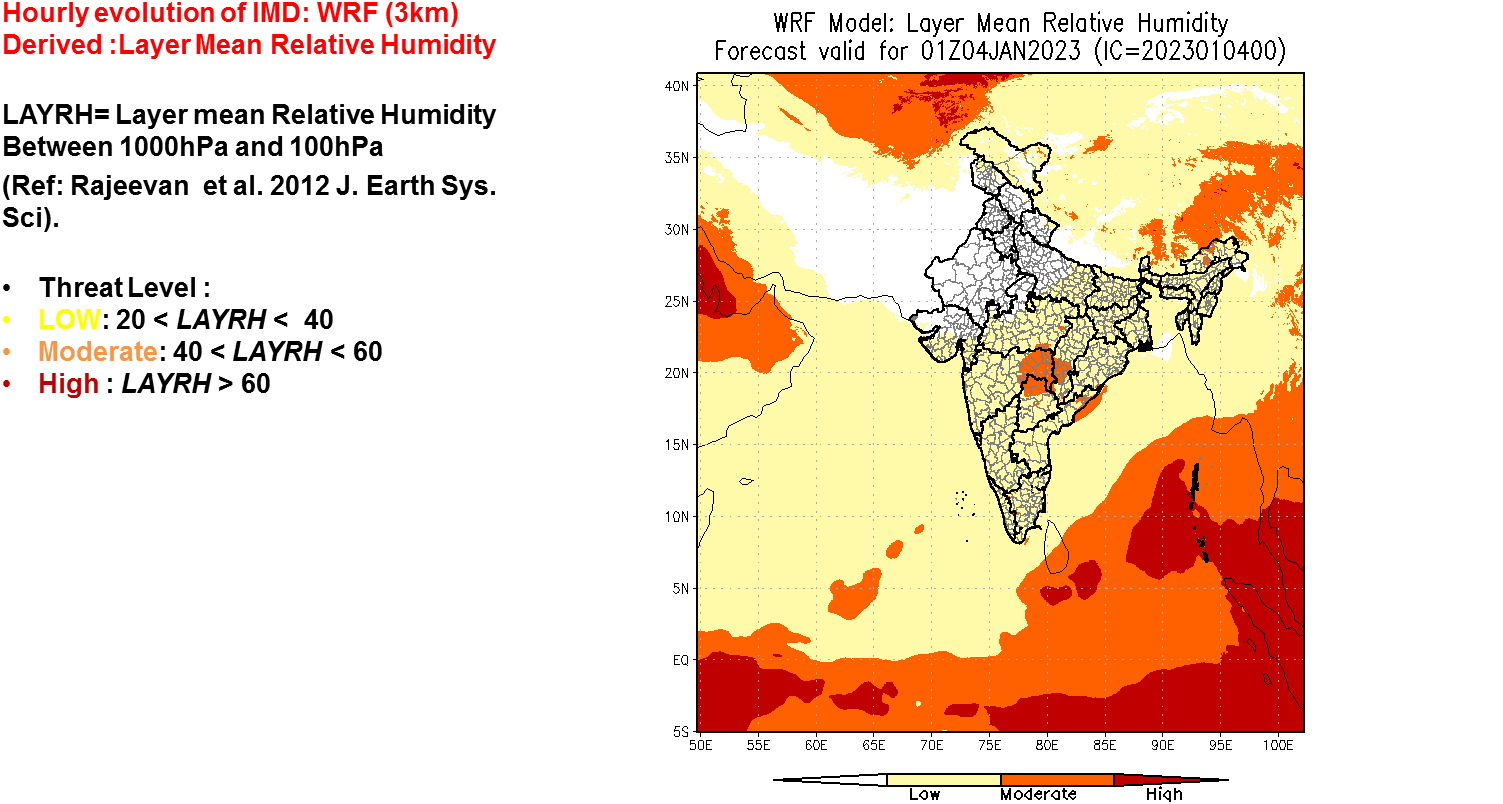 Hourly evolution of IMD: WRF (3km)
Derived :Layer Mean Relative Humidity
LAYRH= Layer mean Relative Humidity
Between 1000hPa and 100hPa
(Ref: Rajeevan et al. 2012 J. Earth Sys.
Sci).
• Threat Level :
• LOW: 20 < LAYRH < 40
• Moderate: 40 < LAYRH < 60
• High : LAYRH > 60
WRF Model: Layer Mean Relative Humidity
Forecast valid for 01Z04JAN2023 (IC=2023010400)
40N
35N
30N
25N
20N
15N
10N
5N
EQ
5S
50E 55E 60E 65E 70E 75E 80E 85E 90E 95E 100E
Low Moderate High